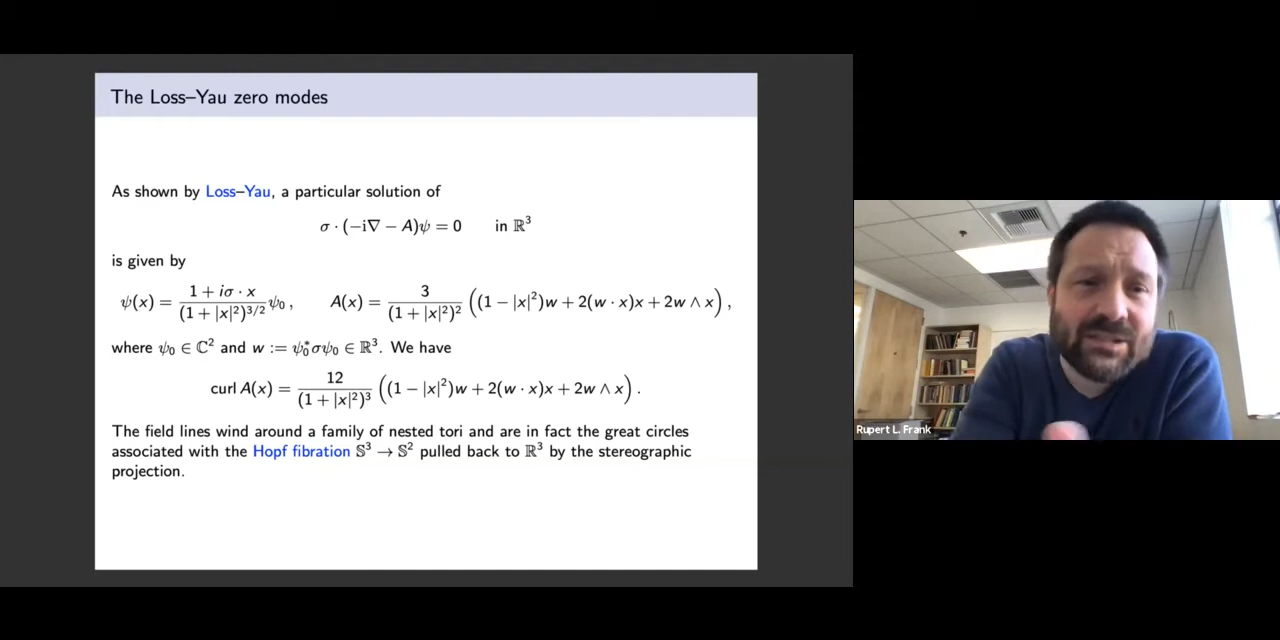 The Loss–Yau zero modes
As shown by Loss–Yau, a particular solution of
σ · (−i∇ − A)ψ = 0 in ℝ³
is given by
ψ(x) = \frac{1 + iσ · x}{(1 + |x|²)^{3/2}} ψ₀ , A(x) = \frac{3}{(1 + |x|²)²} ((1 − |x|²)w + 2(w · x)x + 2w ∧ x) ,
where ψ₀ ∈ ℂ² and w := ψ₀*σψ₀ ∈ ℝ³. We have
curl A(x) = \frac{12}{(1 + |x|²)³} ((1 − |x|²)w + 2(w · x)x + 2w ∧ x) .
The field lines wind around a family of nested tori and are in fact the great circles
associated with the Hopf fibration 𝕊³ → 𝕊² pulled back to ℝ³ by the stereographic
projection.
Rupert L. Frank